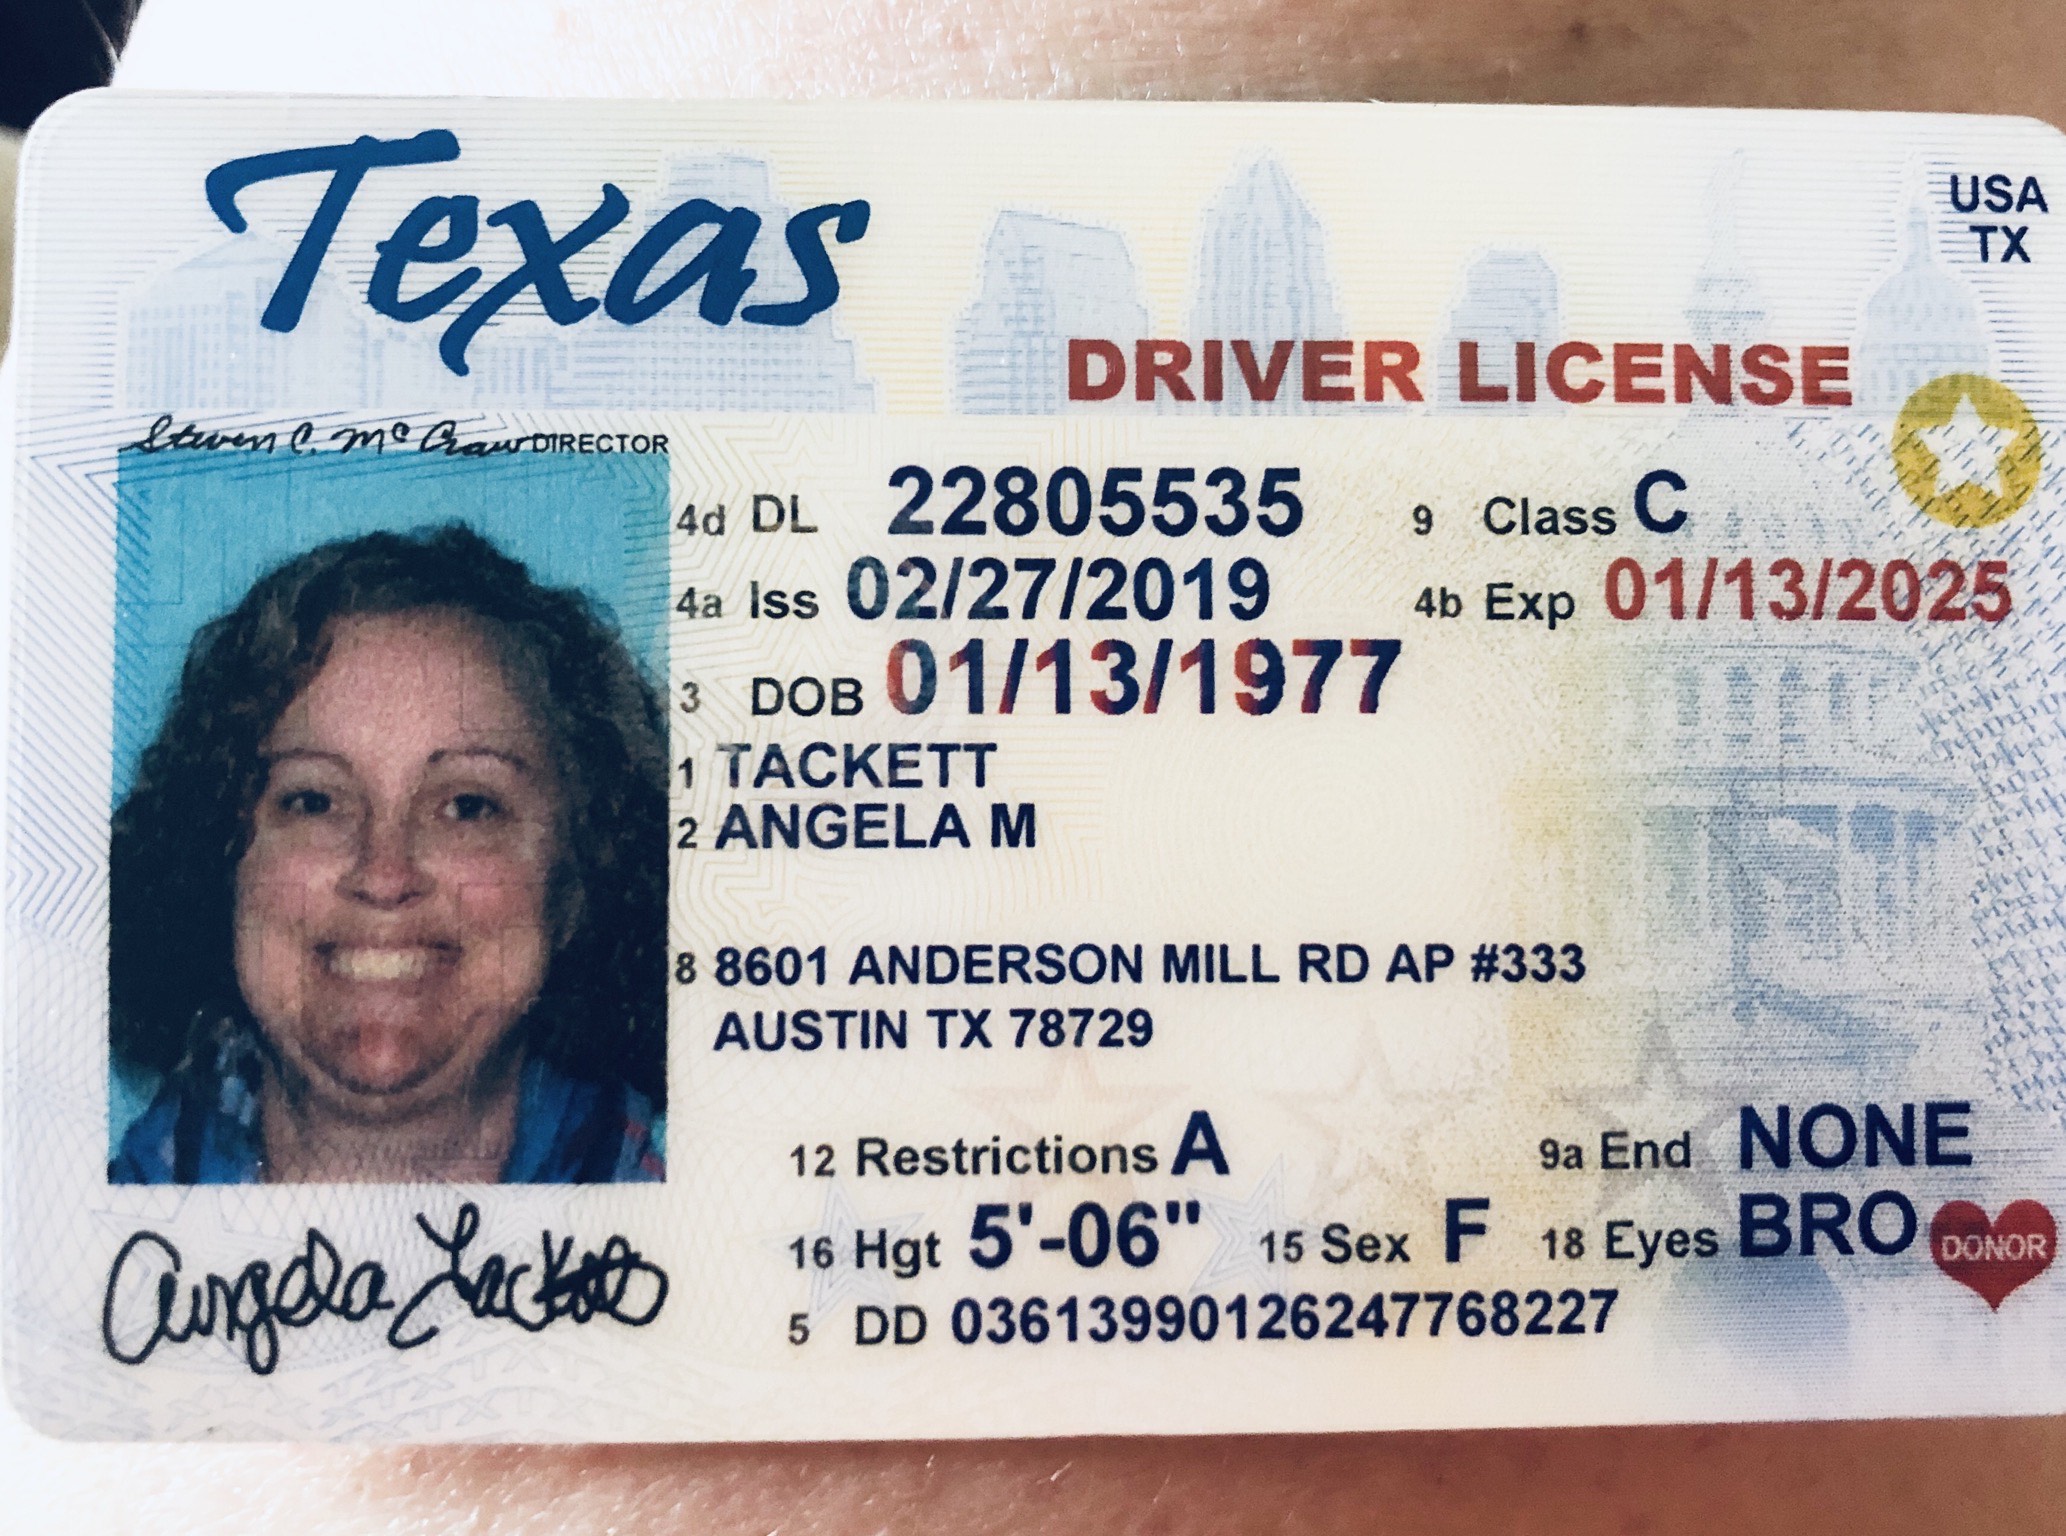 Texas
USA
TX
DRIVER LICENSE
Steven C. McCraw DIRECTOR
4d DL 22805535 9 Class C
4a Iss 02/27/2019 4b Exp 01/13/2025
3 DOB 01/13/1977
1 TACKETT
2 ANGELA M
8 8601 ANDERSON MILL RD AP #333
AUSTIN TX 78729
12 Restrictions A 9a End NONE
16 Hgt 5'-06" 15 Sex F 18 Eyes BRO DONOR
5 DD 03613990126247768227
Angela Tackett